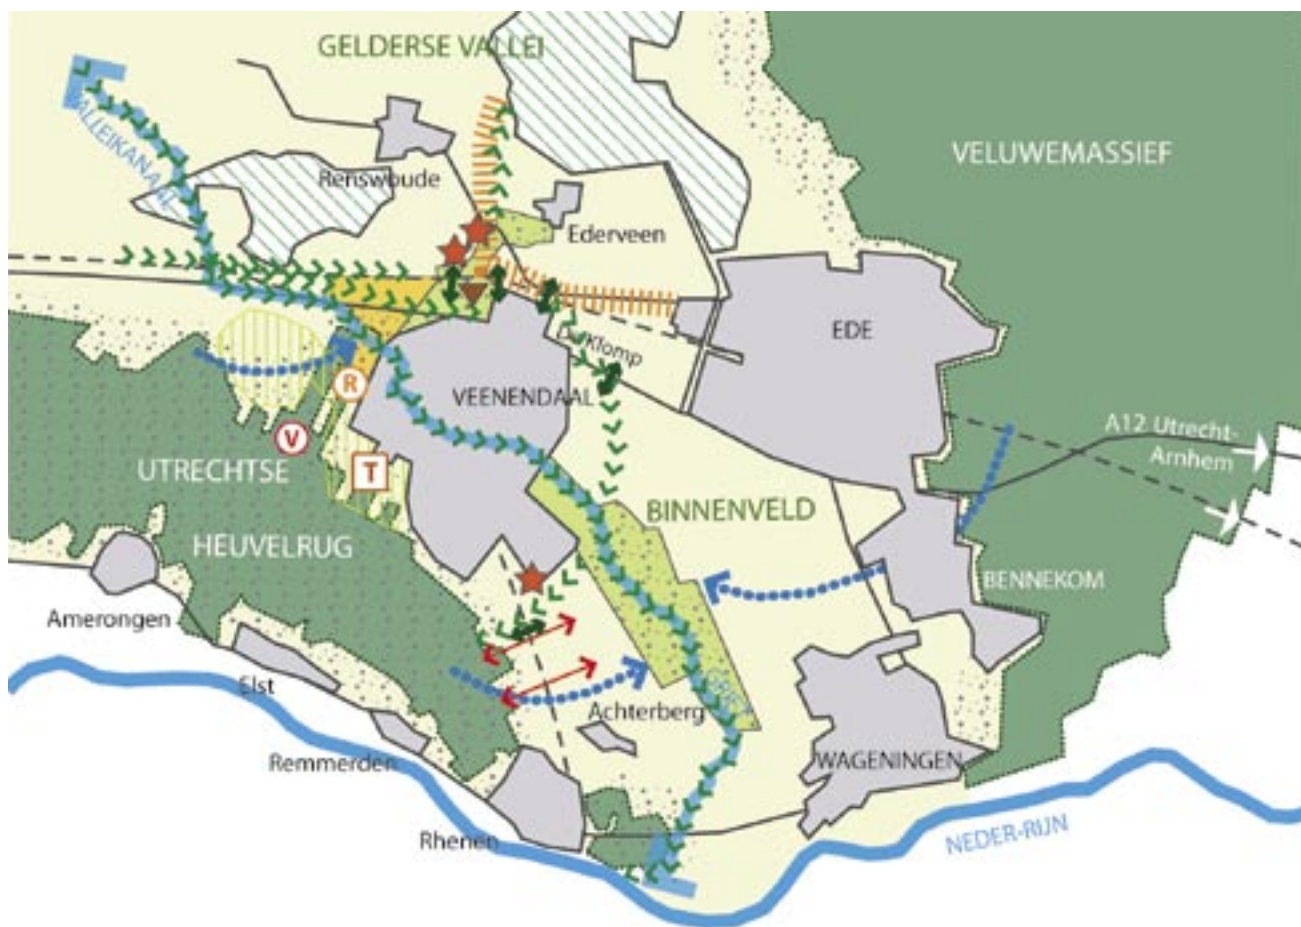 GELDERSE VALLEI
VALLEIKANAAL
VELUWEMASSIEF
Renswoude
Ederveen
EDE
Klomp
VEENENDAAL
R
V
T
A12 Utrecht-
Arnhem
UTRECHTSE
HEUVELRUG
BINNENVELD
BENNEKOM
Amerongen
Elst
GRIFT
Achterberg
Remmerden
WAGENINGEN
Rhenen
NEDER-RIJN